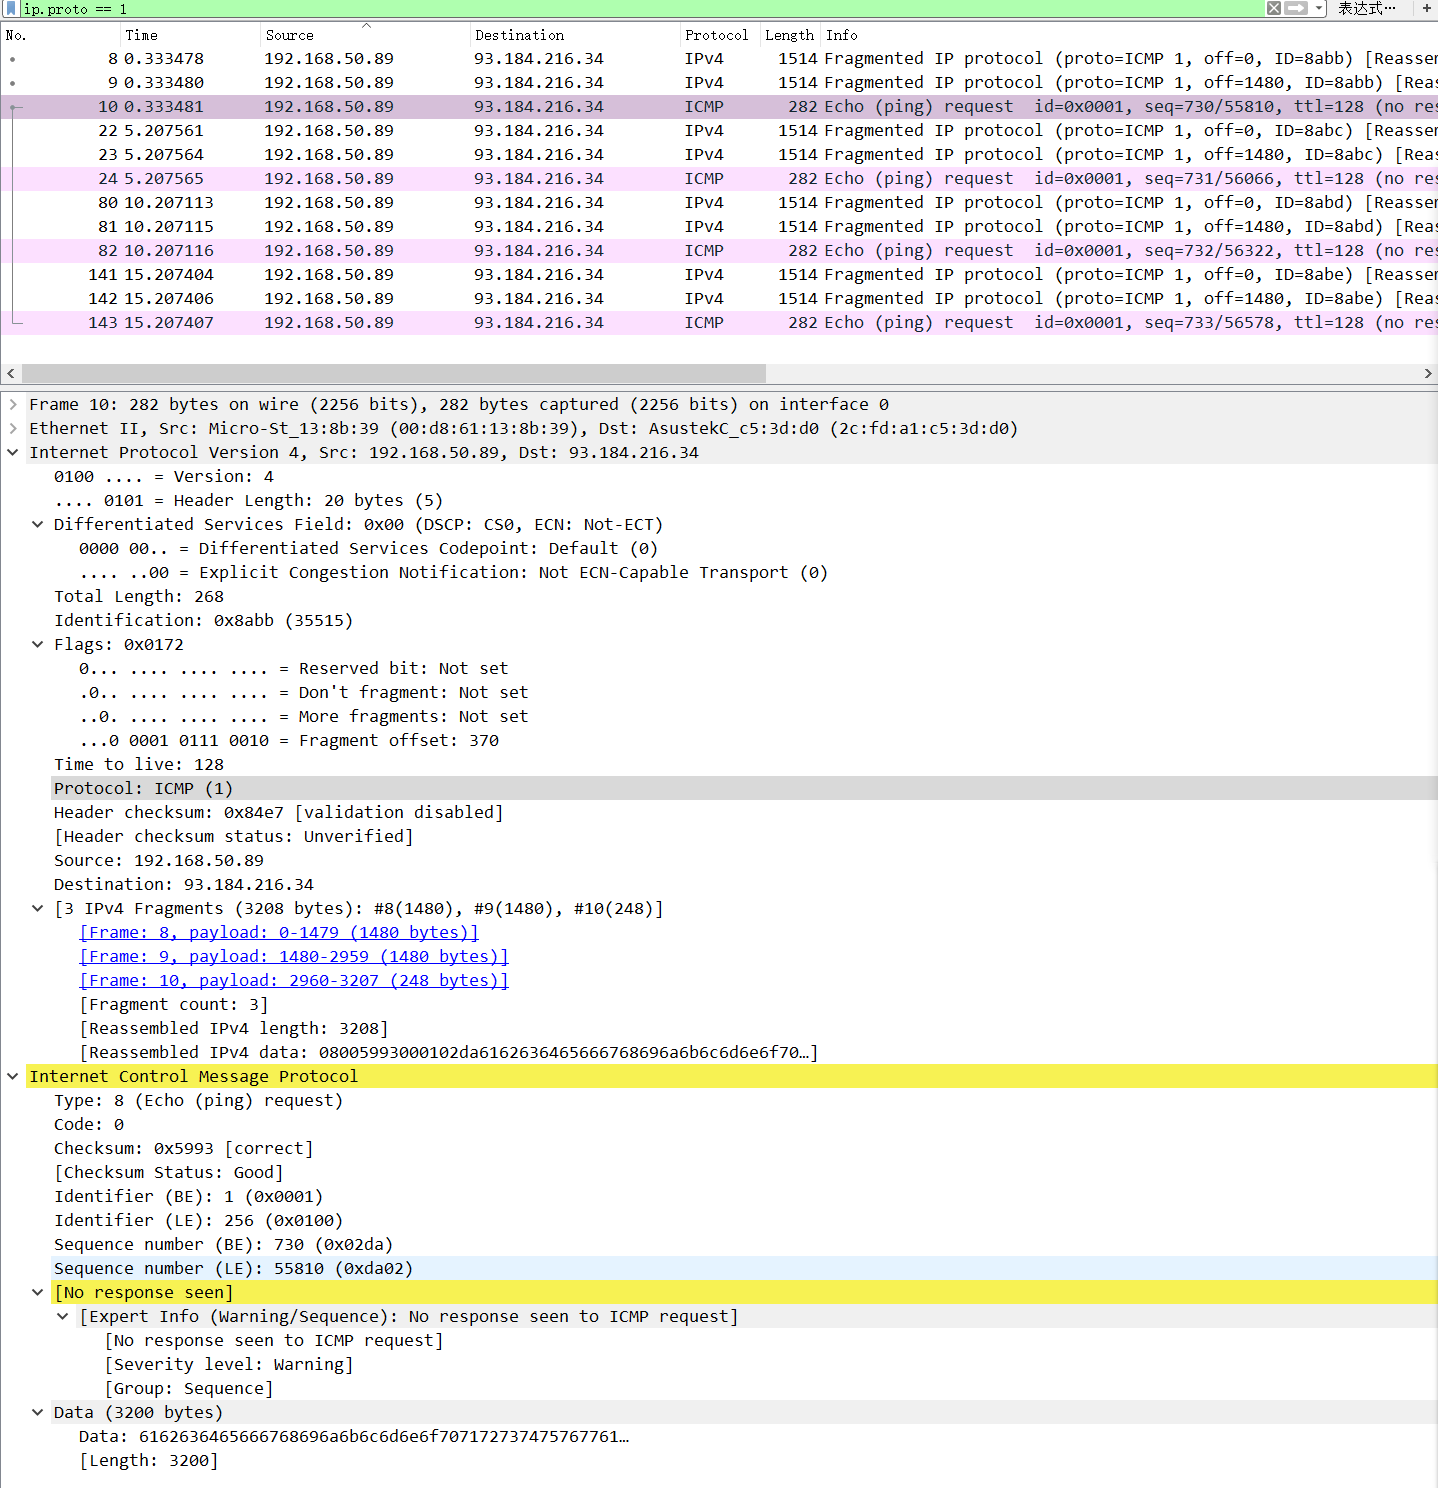 ip.proto == 1 表达式… +
No. Time Source Destination Protocol Length Info
8 0.333478 192.168.50.89 93.184.216.34 IPv4 1514 Fragmented IP protocol (proto=ICMP 1, off=0, ID=8abb) [Reassem
9 0.333480 192.168.50.89 93.184.216.34 IPv4 1514 Fragmented IP protocol (proto=ICMP 1, off=1480, ID=8abb) [Reas
10 0.333481 192.168.50.89 93.184.216.34 ICMP 282 Echo (ping) request id=0x0001, seq=730/55810, ttl=128 (no res
22 5.207561 192.168.50.89 93.184.216.34 IPv4 1514 Fragmented IP protocol (proto=ICMP 1, off=0, ID=8abc) [Reassem
23 5.207564 192.168.50.89 93.184.216.34 IPv4 1514 Fragmented IP protocol (proto=ICMP 1, off=1480, ID=8abc) [Reas
24 5.207565 192.168.50.89 93.184.216.34 ICMP 282 Echo (ping) request id=0x0001, seq=731/56066, ttl=128 (no res
80 10.207113 192.168.50.89 93.184.216.34 IPv4 1514 Fragmented IP protocol (proto=ICMP 1, off=0, ID=8abd) [Reassem
81 10.207115 192.168.50.89 93.184.216.34 IPv4 1514 Fragmented IP protocol (proto=ICMP 1, off=1480, ID=8abd) [Reas
82 10.207116 192.168.50.89 93.184.216.34 ICMP 282 Echo (ping) request id=0x0001, seq=732/56322, ttl=128 (no res
141 15.207404 192.168.50.89 93.184.216.34 IPv4 1514 Fragmented IP protocol (proto=ICMP 1, off=0, ID=8abe) [Reassem
142 15.207406 192.168.50.89 93.184.216.34 IPv4 1514 Fragmented IP protocol (proto=ICMP 1, off=1480, ID=8abe) [Reas
143 15.207407 192.168.50.89 93.184.216.34 ICMP 282 Echo (ping) request id=0x0001, seq=733/56578, ttl=128 (no res
Frame 10: 282 bytes on wire (2256 bits), 282 bytes captured (2256 bits) on interface 0
Ethernet II, Src: Micro-St_13:8b:39 (00:d8:61:13:8b:39), Dst: AsustekC_c5:3d:d0 (2c:fd:a1:c5:3d:d0)
Internet Protocol Version 4, Src: 192.168.50.89, Dst: 93.184.216.34
0100 .... = Version: 4
.... 0101 = Header Length: 20 bytes (5)
Differentiated Services Field: 0x00 (DSCP: CS0, ECN: Not-ECT)
0000 00.. = Differentiated Services Codepoint: Default (0)
.... ..00 = Explicit Congestion Notification: Not ECN-Capable Transport (0)
Total Length: 268
Identification: 0x8abb (35515)
Flags: 0x0172
0... .... .... .... = Reserved bit: Not set
.0.. .... .... .... = Don't fragment: Not set
..0. .... .... .... = More fragments: Not set
...0 0001 0111 0010 = Fragment offset: 370
Time to live: 128
Protocol: ICMP (1)
Header checksum: 0x84e7 [validation disabled]
[Header checksum status: Unverified]
Source: 192.168.50.89
Destination: 93.184.216.34
[3 IPv4 Fragments (3208 bytes): #8(1480), #9(1480), #10(248)]
[Frame: 8, payload: 0-1479 (1480 bytes)]
[Frame: 9, payload: 1480-2959 (1480 bytes)]
[Frame: 10, payload: 2960-3207 (248 bytes)]
[Fragment count: 3]
[Reassembled IPv4 length: 3208]
[Reassembled IPv4 data: 08005993000102da6162636465666768696a6b6c6d6e6f70…]
Internet Control Message Protocol
Type: 8 (Echo (ping) request)
Code: 0
Checksum: 0x5993 [correct]
[Checksum Status: Good]
Identifier (BE): 1 (0x0001)
Identifier (LE): 256 (0x0100)
Sequence number (BE): 730 (0x02da)
Sequence number (LE): 55810 (0xda02)
[No response seen]
[Expert Info (Warning/Sequence): No response seen to ICMP request]
[No response seen to ICMP request]
[Severity level: Warning]
[Group: Sequence]
Data (3200 bytes)
Data: 6162636465666768696a6b6c6d6e6f707172737475767761…
[Length: 3200]